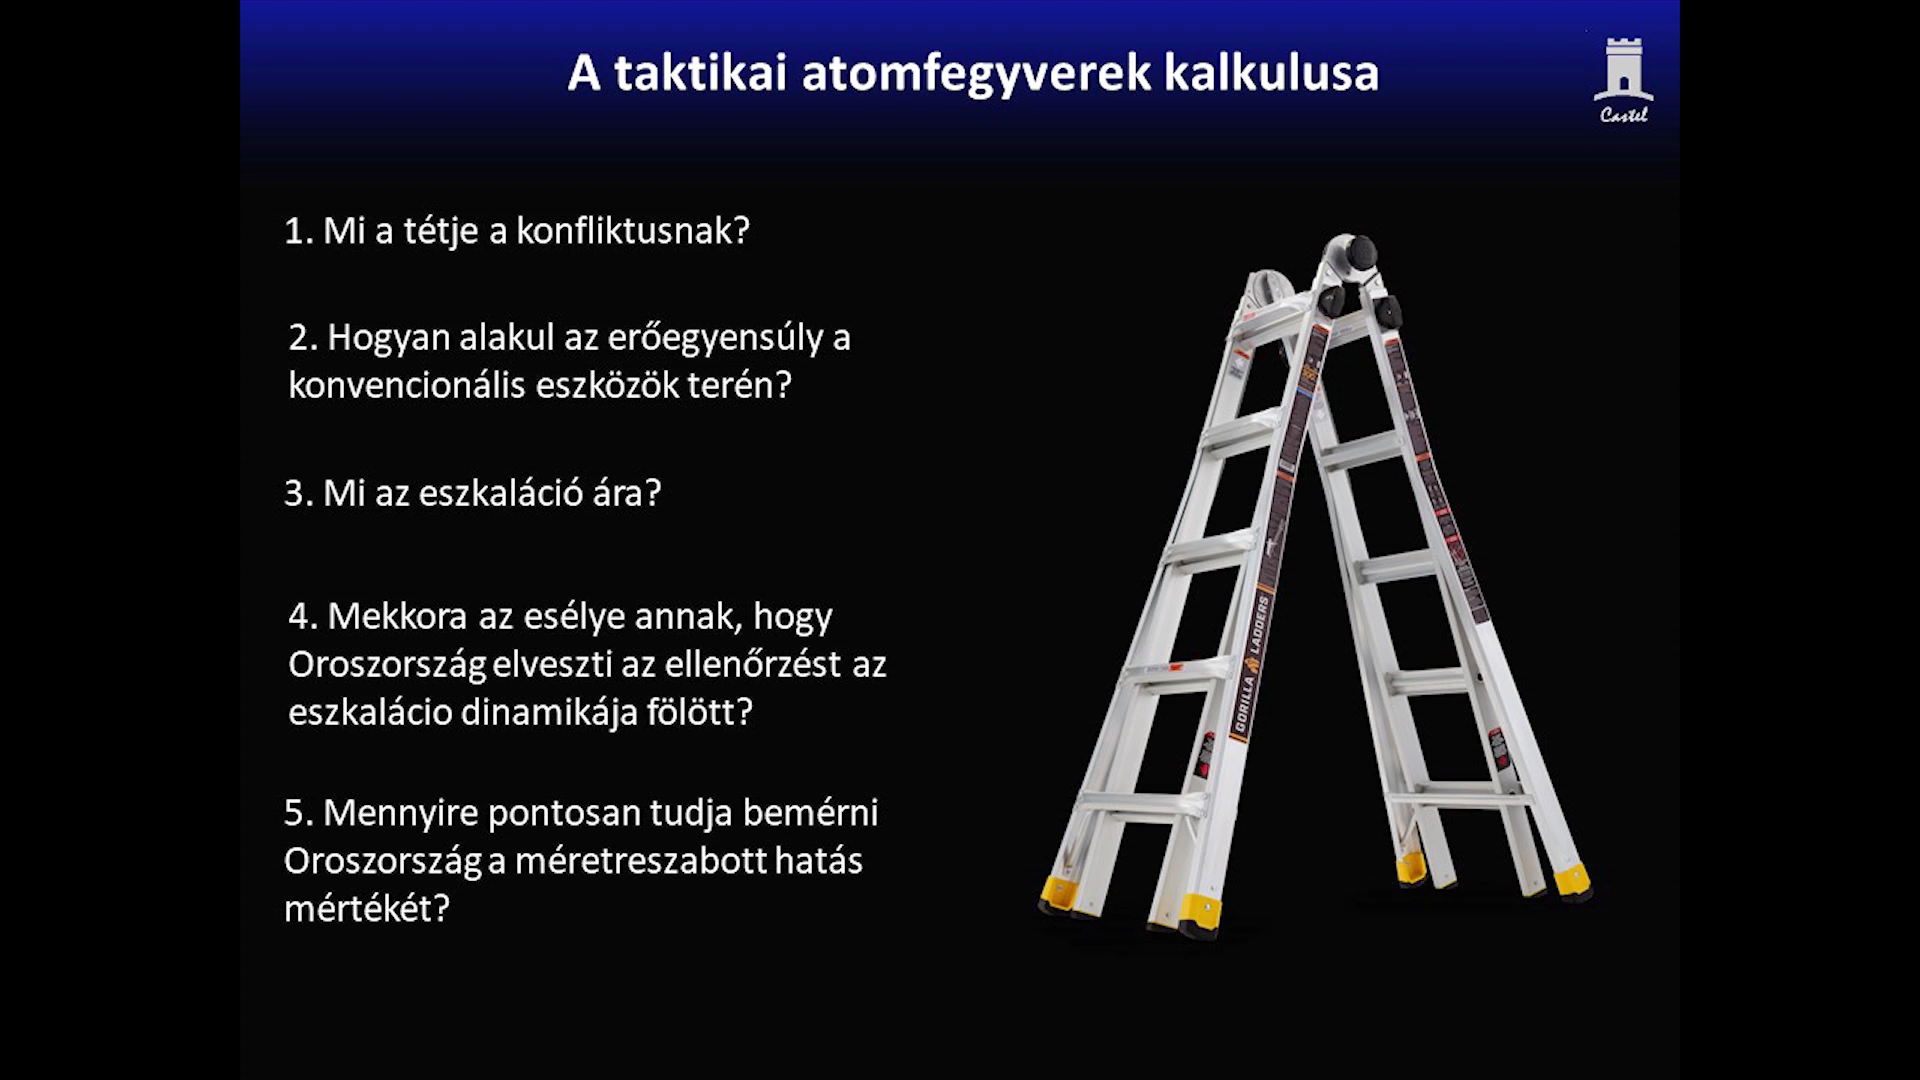 A taktikai atomfegyverek kalkulusa
Castel
1. Mi a tétje a konfliktusnak?
2. Hogyan alakul az erőegyensúly a
konvencionális eszközök terén?
3. Mi az eszkaláció ára?
4. Mekkora az esélye annak, hogy
Oroszország elveszti az ellenőrzést az
eszkalácio dinamikája fölött?
5. Mennyire pontosan tudja bemérni
Oroszország a méretreszabott hatás
mértékét?
GORILLA LADDERS